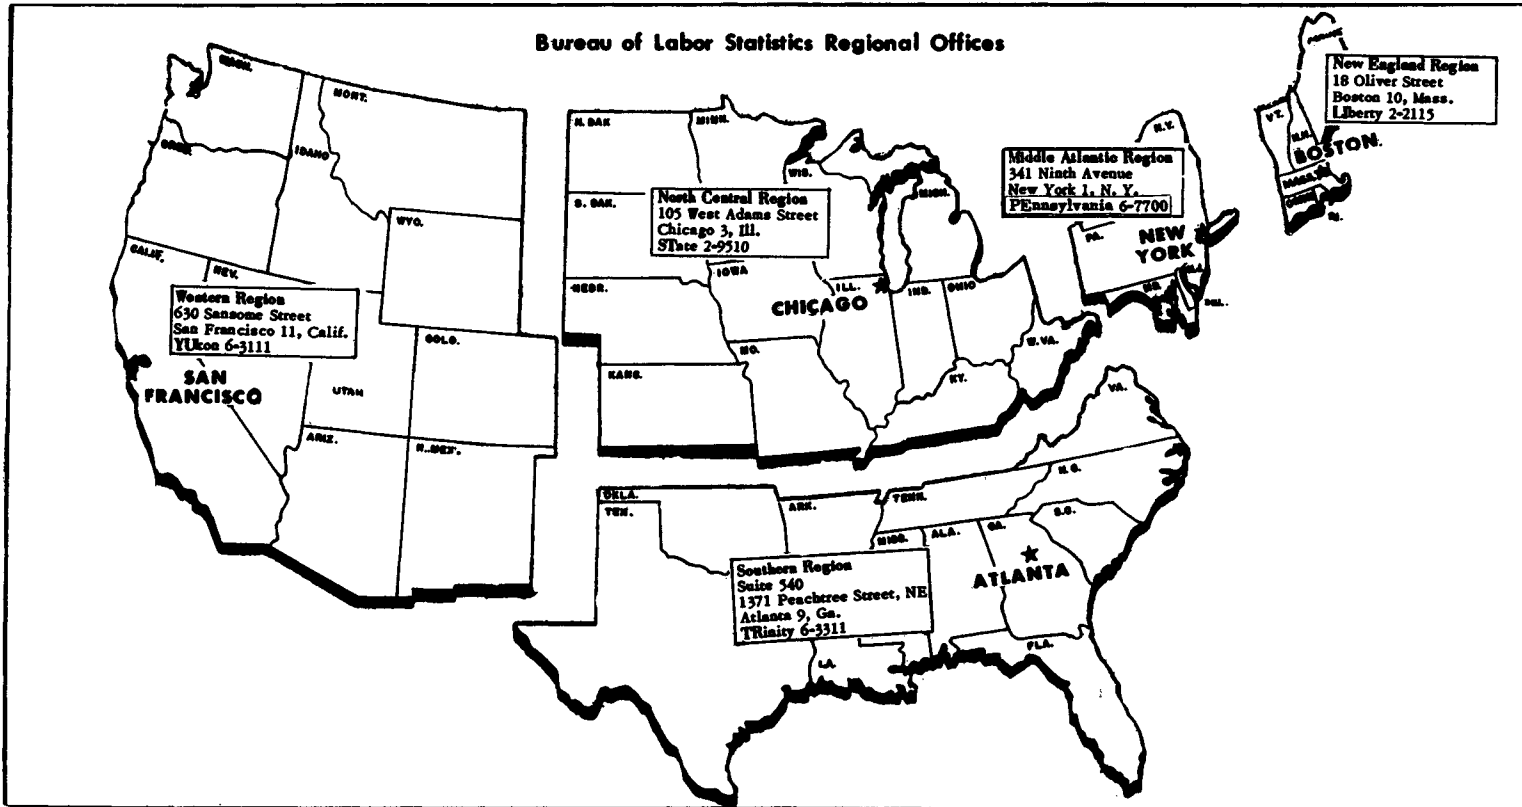 Bureau of Labor Statistics Regional Offices
New England Region
18 Oliver Street
Boston 10, Mass.
LIberty 2-2115
Middle Atlantic Region
341 Ninth Avenue
New York 1, N. Y.
PEnnsylvania 6-7700
North Central Region
105 West Adams Street
Chicago 3, Ill.
STate 2-9510
Western Region
630 Sansome Street
San Francisco 11, Calif.
YUkon 6-3111
Southern Region
Suite 540
1371 Peachtree Street, NE
Atlanta 9, Ga.
TRinity 6-3311
WASH.
MONT.
IDAHO
WYO.
CALIF.
NEV.
COLO.
UTAH
ARIZ.
N. MEX.
SAN
FRANCISCO
N. DAK
MINN.
S. DAK.
WIS.
MICH.
NEBR.
IOWA
ILL.
IND.
OHIO
CHICAGO
MO.
KANS.
KY.
W. VA.
N.Y.
PA.
NEW
YORK
N.J.
MD.
DEL.
VT.
N.H.
BOSTON
MASS.
CONN.
R.I.
VA.
OKLA.
TEX.
ARK.
TENN.
N.C.
S.C.
MISS.
ALA.
GA.
ATLANTA
LA.
FLA.